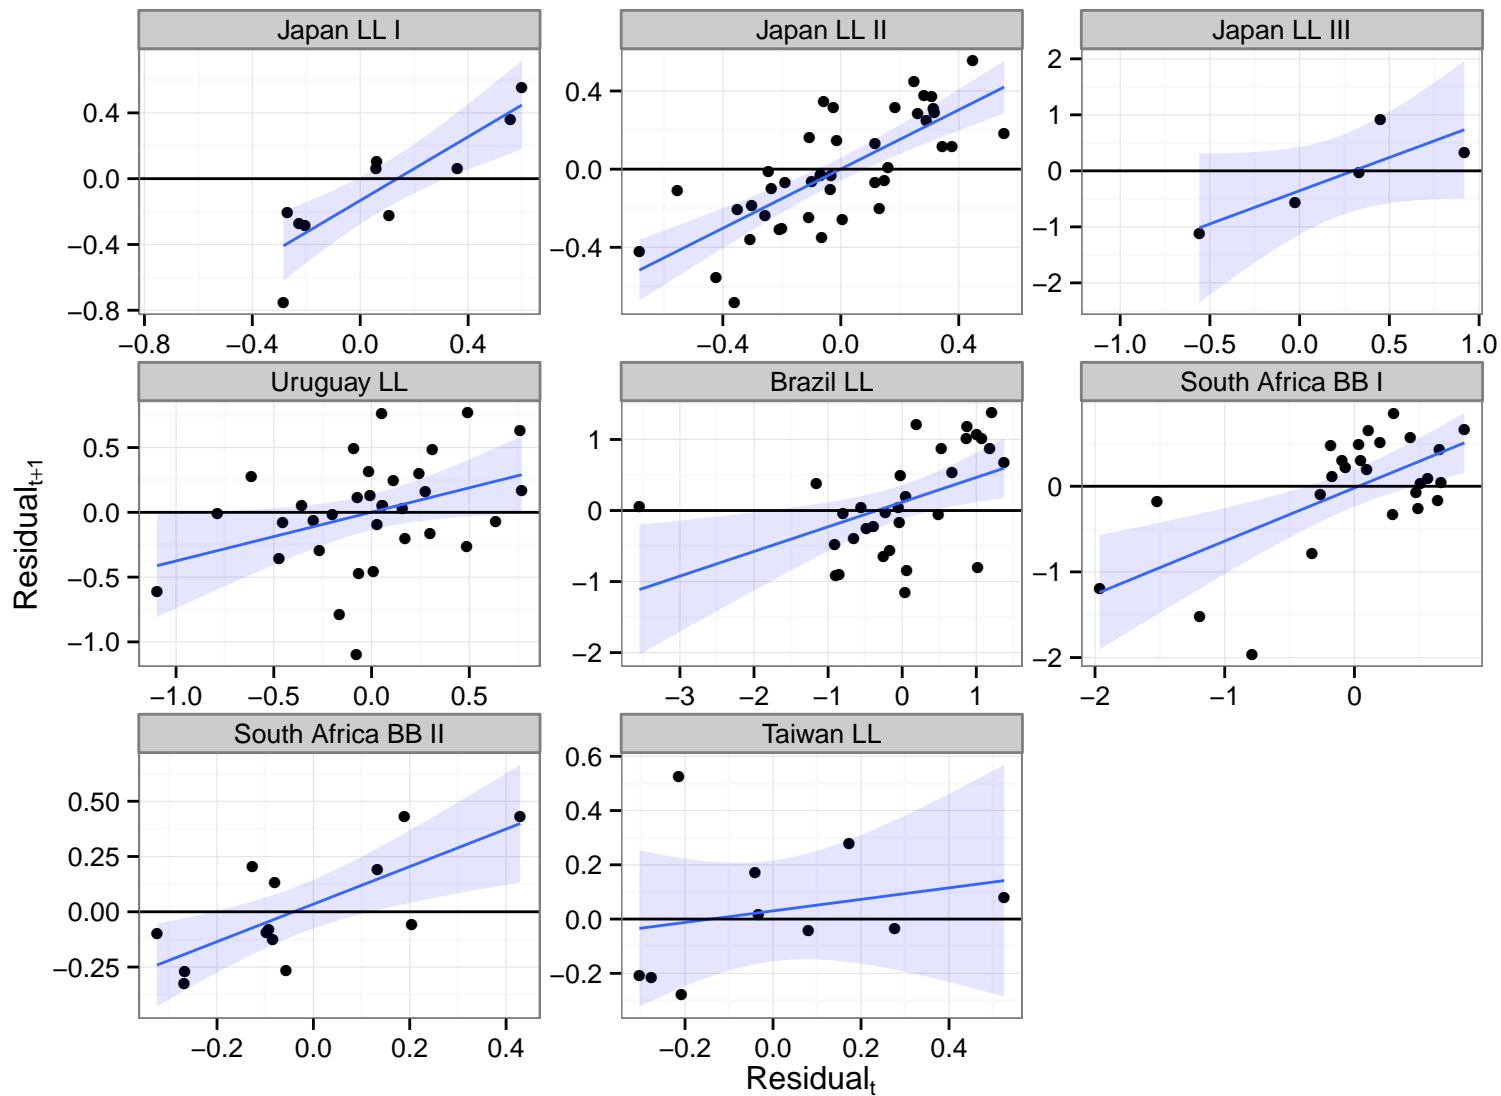 Japan LL I Japan LL II Japan LL III
0.4 0.4 2
0.0 0.0 1
−0.4 −0.4 0
−0.8 −1
−2
−0.8 −0.4 0.0 0.4 −0.4 0.0 0.4 −1.0 −0.5 0.0 0.5 1.0
Uruguay LL Brazil LL South Africa BB I
0.5 1 0
0.0 0 −1
−0.5 −1 −2
−1.0 −2
−1.0 −0.5 0.0 0.5 −3 −2 −1 0 1 −2 −1 0
South Africa BB II Taiwan LL
0.50 0.6
0.25 0.4
0.00 0.2
−0.25 0.0
−0.2
−0.2 0.0 0.2 0.4 −0.2 0.0 0.2 0.4
Residual t+1
Residual t